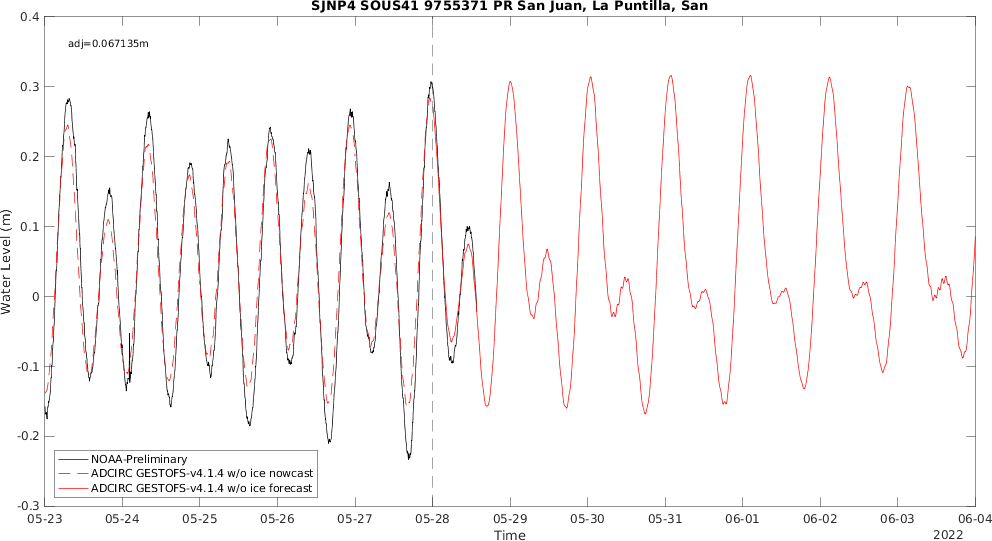 SJNP4 SOUS41 9755371 PR San Juan, La Puntilla, San
adj=0.067135m
0.4
0.3
0.2
0.1
0
-0.1
-0.2
-0.3
Water Level (m)
NOAA-Preliminary
ADCIRC GESTOFS-v4.1.4 w/o ice nowcast
ADCIRC GESTOFS-v4.1.4 w/o ice forecast
05-23 05-24 05-25 05-26 05-27 05-28 05-29 05-30 05-31 06-01 06-02 06-03 06-04
Time
2022